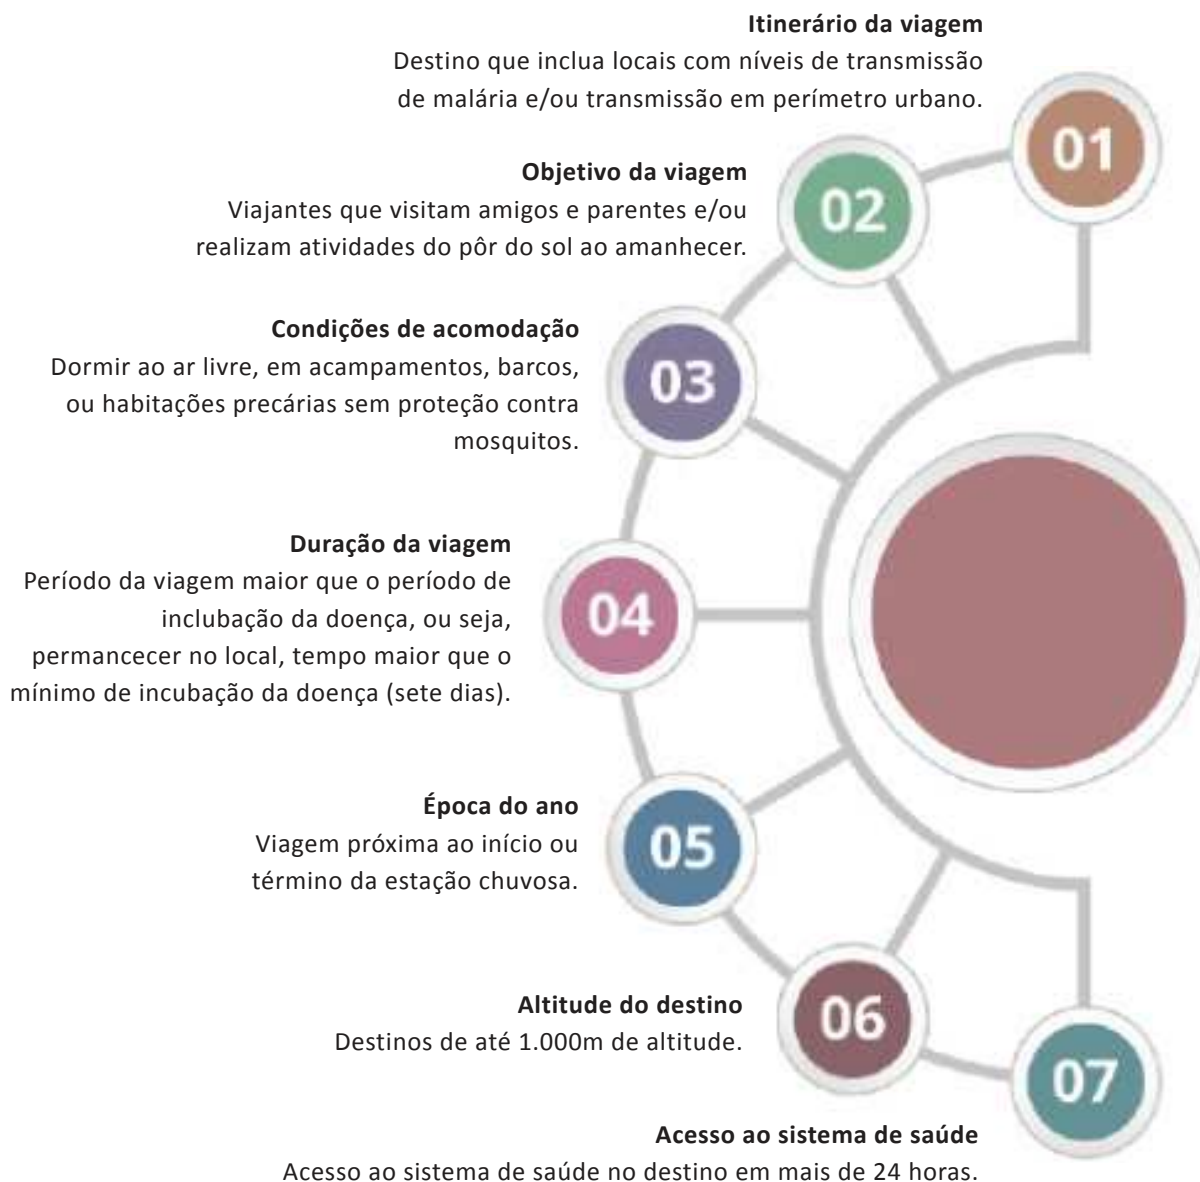 Itinerário da viagem
Destino que inclua locais com níveis de transmissão
de malária e/ou transmissão em perímetro urbano.
01
Objetivo da viagem
Viajantes que visitam amigos e parentes e/ou
realizam atividades do pôr do sol ao amanhecer.
02
Condições de acomodação
Dormir ao ar livre, em acampamentos, barcos,
ou habitações precárias sem proteção contra
mosquitos.
03
Duração da viagem
Período da viagem maior que o período de
inclubação da doença, ou seja,
permancecer no local, tempo maior que o
mínimo de incubação da doença (sete dias).
04
Época do ano
Viagem próxima ao início ou
término da estação chuvosa.
05
Altitude do destino
Destinos de até 1.000m de altitude.
06
Acesso ao sistema de saúde
Acesso ao sistema de saúde no destino em mais de 24 horas.
07